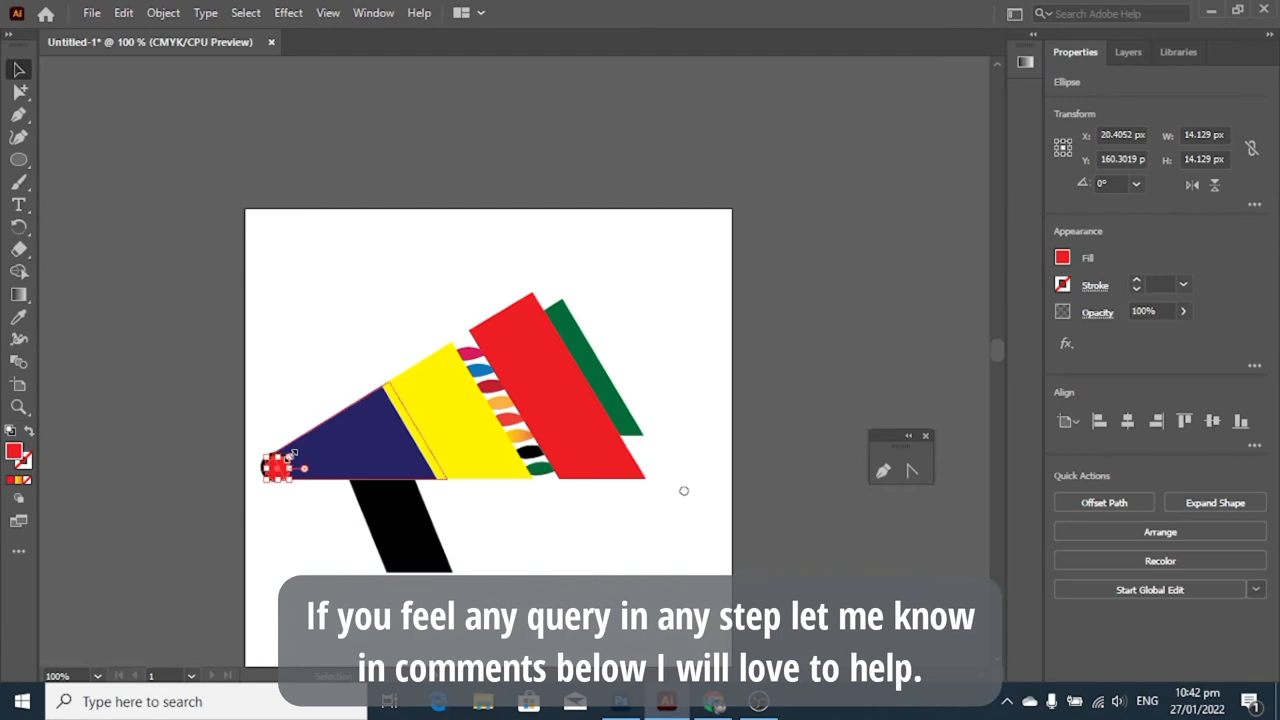 Ai File Edit Object Type Select Effect View Window Help Search Adobe Help
Untitled-1* @ 100 % (CMYK/CPU Preview) ×
Properties Layers Libraries
Ellipse
Transform
X: 20.4052 px W: 14.129 px
Y: 160.3019 p H: 14.129 px
0°
Appearance
Fill
Stroke
Opacity 100%
fx.
Align
Quick Actions
Offset Path Expand Shape
Arrange
Recolor
Start Global Edit
If you feel any query in any step let me know
in comments below I will love to help.
100% 1 Selection
Type here to search Ps Ai ENG 10:42 pm
27/01/2022